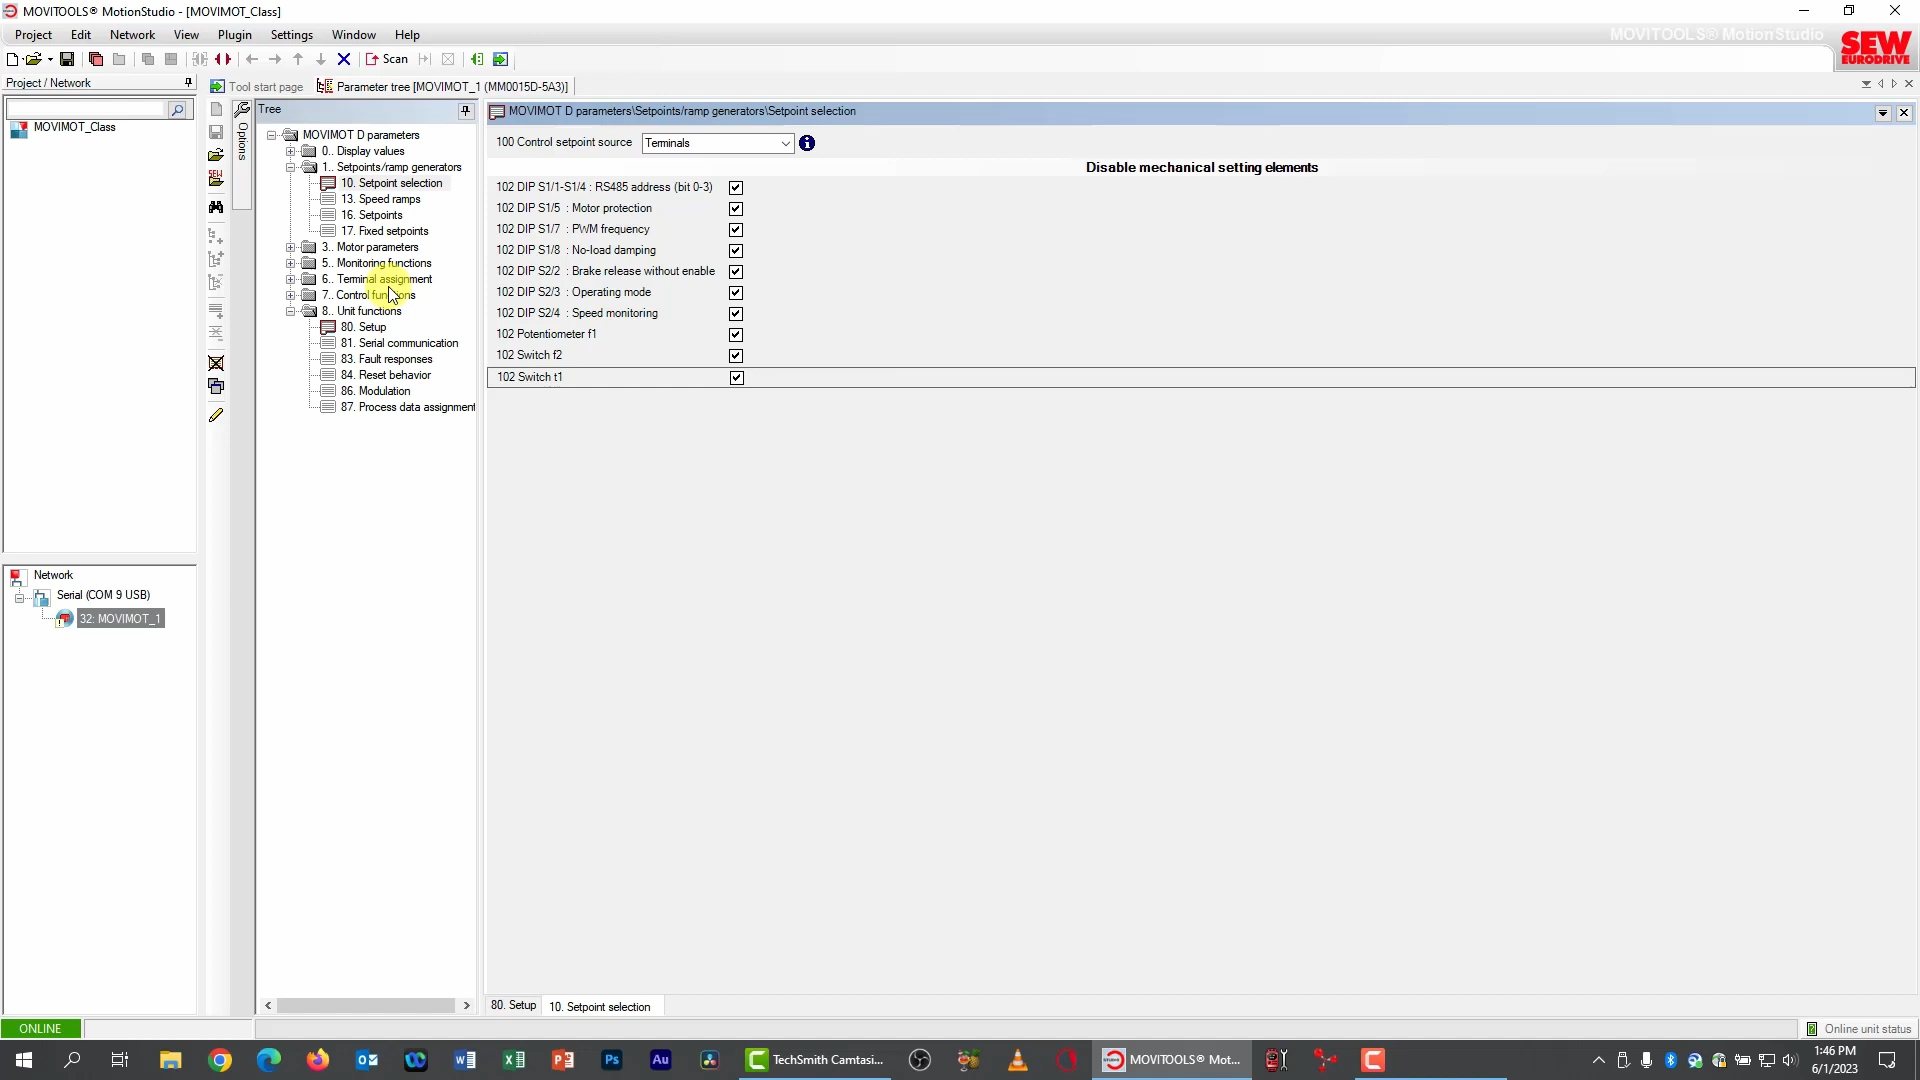 MOVITOOLS® MotionStudio - [MOVIMOT_Class]
Project Edit Network View Plugin Settings Window Help
MOVITOOLS® MotionStudio
SEW
EURODRIVE
Scan
Project / Network
Tool start page
Parameter tree [MOVIMOT_1 (MM0015D-5A3)]
MOVIMOT_Class
Options
Tree
MOVIMOT D parameters
0.. Display values
1.. Setpoints/ramp generators
10. Setpoint selection
13. Speed ramps
16. Setpoints
17. Fixed setpoints
3.. Motor parameters
5.. Monitoring functions
6.. Terminal assignment
7.. Control functions
8.. Unit functions
80. Setup
81. Serial communication
83. Fault responses
84. Reset behavior
86. Modulation
87. Process data assignment
MOVIMOT D parameters\Setpoints/ramp generators\Setpoint selection
100 Control setpoint source Terminals
Disable mechanical setting elements
102 DIP S1/1-S1/4 : RS485 address (bit 0-3)
102 DIP S1/5 : Motor protection
102 DIP S1/7 : PWM frequency
102 DIP S1/8 : No-load damping
102 DIP S2/2 : Brake release without enable
102 DIP S2/3 : Operating mode
102 DIP S2/4 : Speed monitoring
102 Potentiometer f1
102 Switch f2
102 Switch t1
Network
Serial (COM 9 USB)
32: MOVIMOT_1
80. Setup 10. Setpoint selection
ONLINE
Online unit status
TechSmith Camtasi...
MOVITOOLS® Mot...
1:46 PM
6/1/2023